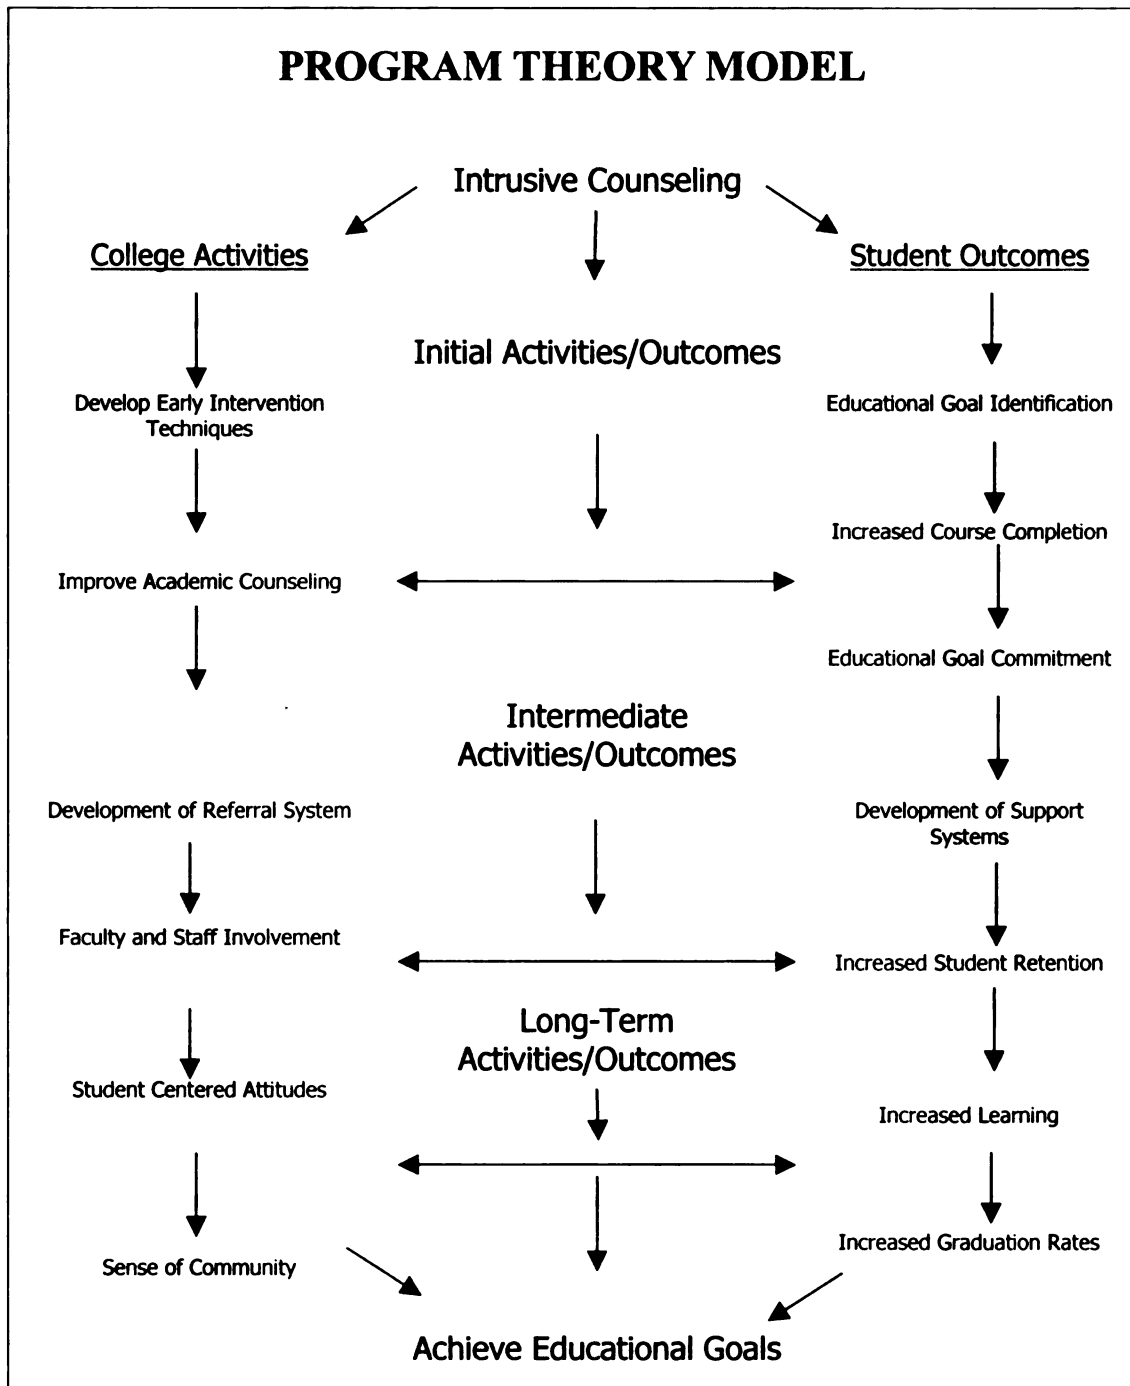 PROGRAM THEORY MODEL
Intrusive Counseling
College Activities
Student Outcomes
Initial Activities/Outcomes
Develop Early Intervention
Techniques
Educational Goal Identification
Increased Course Completion
Improve Academic Counseling
Educational Goal Commitment
Intermediate
Activities/Outcomes
Development of Referral System
Development of Support
Systems
Faculty and Staff Involvement
Increased Student Retention
Long-Term
Activities/Outcomes
Student Centered Attitudes
Increased Learning
Increased Graduation Rates
Sense of Community
Achieve Educational Goals